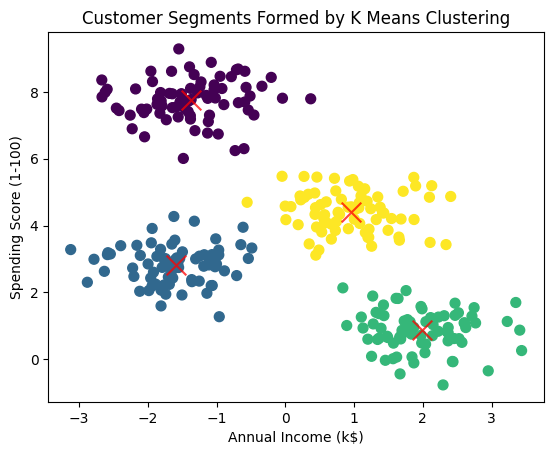 Customer Segments Formed by K Means Clustering
Spending Score (1-100)
8
6
4
2
0
−3 −2 −1 0 1 2 3
Annual Income (k$)